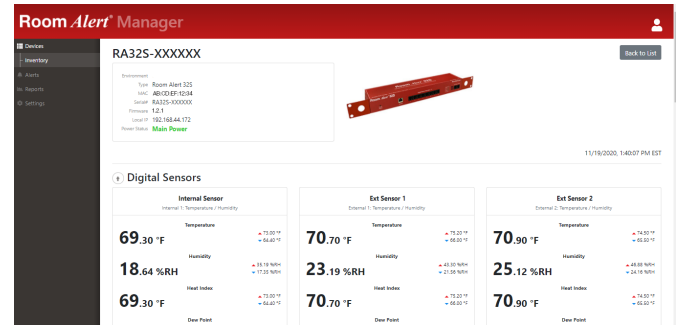 Room Alert® Manager
Devices
Inventory
Alerts
Reports
Settings
RA32S-XXXXXX
Back to List
Environment
Type Room Alert 32S
MAC AB:CD:EF:12:34
Serial# RA32S-XXXXXX
Firmware 1.2.1
Local IP 192.168.44.172
Power Status Main Power
11/19/2020, 1:40:07 PM EST
Digital Sensors
Internal Sensor
Internal 1: Temperature / Humidity
Temperature
69.30 °F
73.00 °F
64.40 °F
Humidity
18.64 %RH
35.19 %RH
17.35 %RH
Heat Index
69.30 °F
73.00 °F
64.40 °F
Dew Point
Ext Sensor 1
External 1: Temperature / Humidity
Temperature
70.70 °F
75.20 °F
66.00 °F
Humidity
23.19 %RH
43.30 %RH
21.56 %RH
Heat Index
70.70 °F
75.20 °F
66.00 °F
Dew Point
Ext Sensor 2
External 2: Temperature / Humidity
Temperature
70.90 °F
74.50 °F
65.50 °F
Humidity
25.12 %RH
24.16 %RH
Heat Index
70.90 °F
74.50 °F
65.50 °F
Dew Point